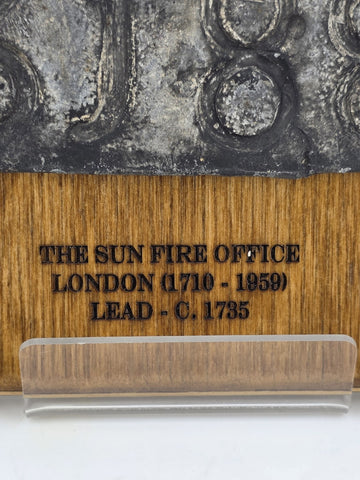 THE SUN FIRE OFFICE
LONDON (1710 - 1959)
LEAD - C. 1735